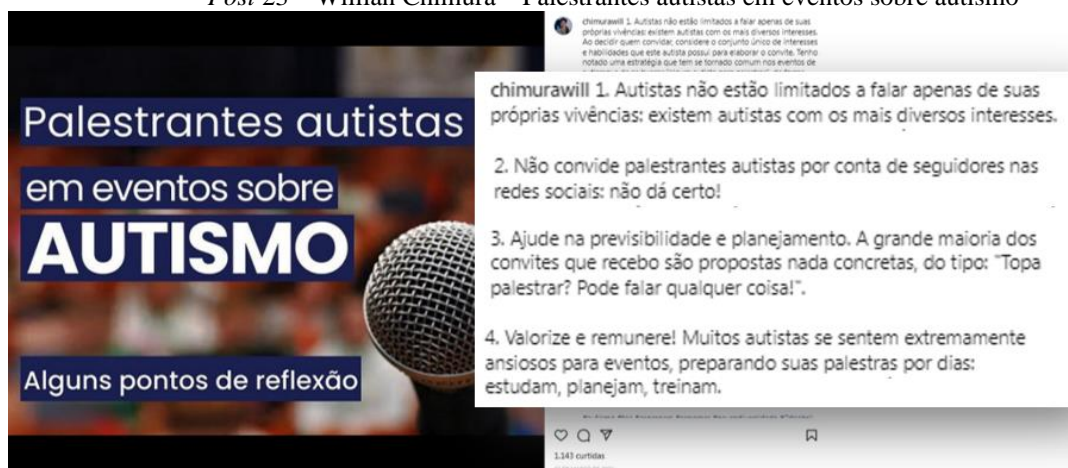 Post – Willian Chimura – Palestrantes autistas em eventos sobre autismo
Palestrantes autistas
em eventos sobre
AUTISMO
Alguns pontos de reflexão
chimurawill 1. Autistas não estão limitados a falar apenas de suas
próprias vivências: existem autistas com os mais diversos interesses.
Ao decidir quem convidar, considere o conjunto único de interesses
e habilidades que este autista possui para elaborar o convite. Tenho
notado uma estratégia que tem se tornado comum nos eventos de
chimurawill 1. Autistas não estão limitados a falar apenas de suas
próprias vivências: existem autistas com os mais diversos interesses.
2. Não convide palestrantes autistas por conta de seguidores nas
redes sociais: não dá certo!
3. Ajude na previsibilidade e planejamento. A grande maioria dos
convites que recebo são propostas nada concretas, do tipo: "Topa
palestrar? Pode falar qualquer coisa!".
4. Valorize e remunere! Muitos autistas se sentem extremamente
ansiosos para eventos, preparando suas palestras por dias:
estudam, planejam, treinam.
1.143 curtidas